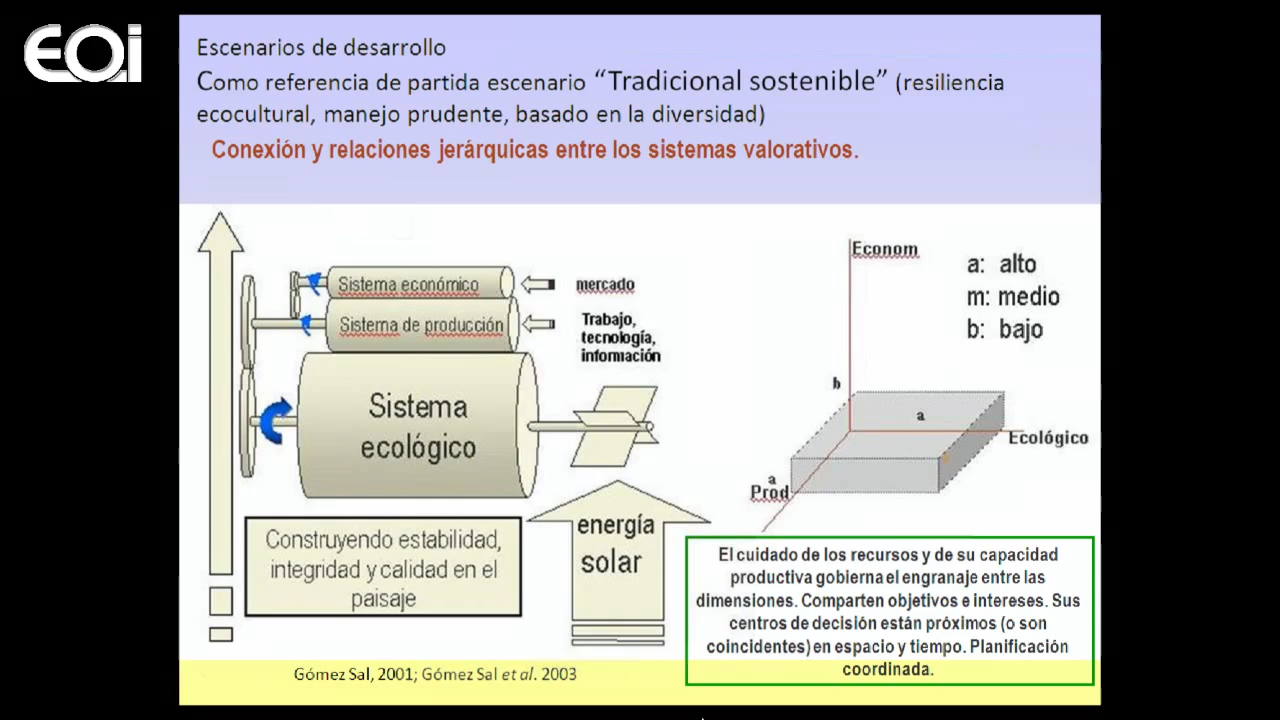 EOI
Escenarios de desarrollo
Como referencia de partida escenario “Tradicional sostenible” (resiliencia
ecocultural, manejo prudente, basado en la diversidad)
Conexión y relaciones jerárquicas entre los sistemas valorativos.
Sistema económico
mercado
Sistema de producción
Trabajo,
tecnología,
información
Sistema
ecológico
energía
solar
Construyendo estabilidad,
integridad y calidad en el
paisaje
Econom
a: alto
m: medio
b: bajo
b
a
Ecológico
a
Prod
El cuidado de los recursos y de su capacidad
productiva gobierna el engranaje entre las
dimensiones. Comparten objetivos e intereses. Sus
centros de decisión están próximos (o son
coincidentes) en espacio y tiempo. Planificación
coordinada.
Gómez Sal, 2001; Gómez Sal et al. 2003